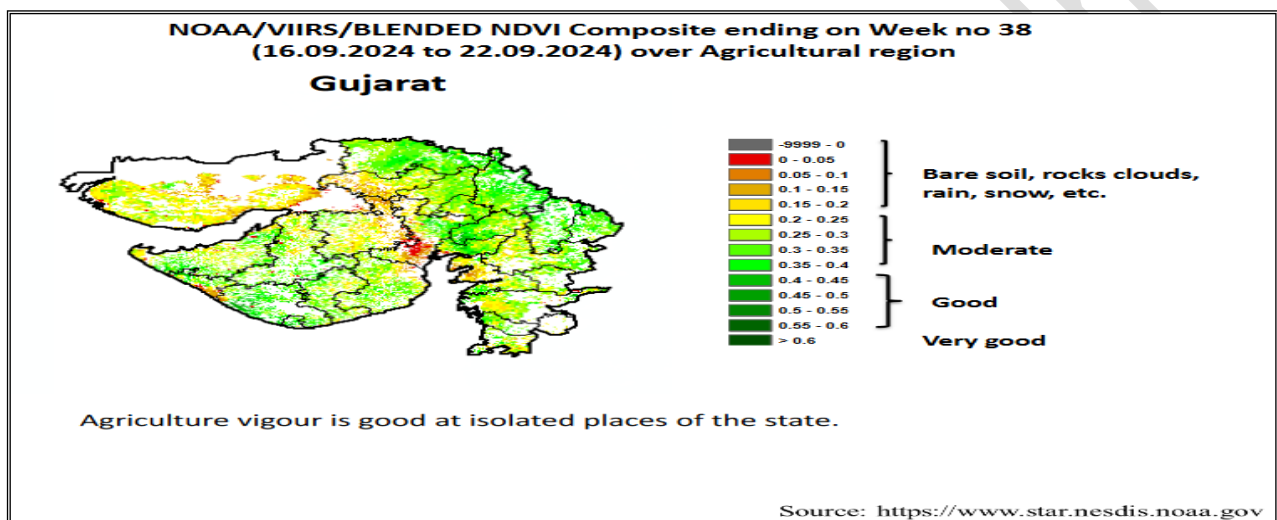 NOAA/VIIRS/BLENDED NDVI Composite ending on Week no 38
(16.09.2024 to 22.09.2024) over Agricultural region
Gujarat
-9999 - 0
0 - 0.05
0.05 - 0.1
0.1 - 0.15
0.15 - 0.2
0.2 - 0.25
0.25 - 0.3
0.3 - 0.35
0.35 - 0.4
0.4 - 0.45
0.45 - 0.5
0.5 - 0.55
0.55 - 0.6
> 0.6
Bare soil, rocks clouds,
rain, snow, etc.
Moderate
Good
Very good
Agriculture vigour is good at isolated places of the state.
Source: https://www.star.nesdis.noaa.gov